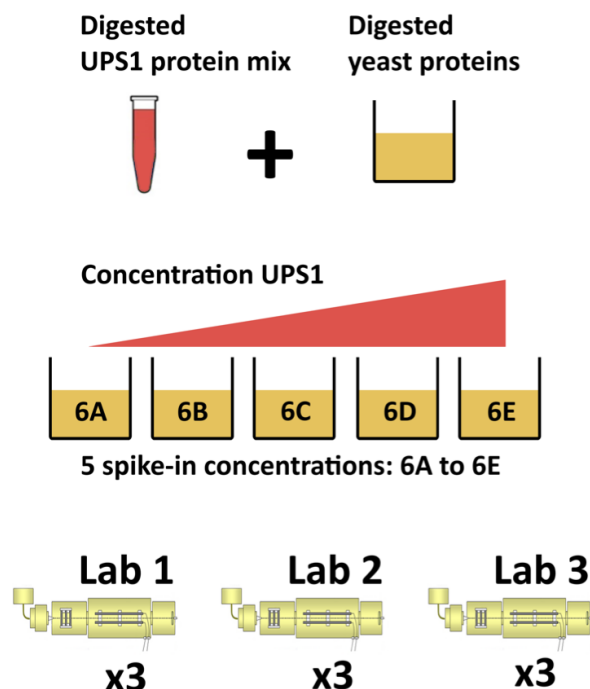 Digested
UPS1 protein mix
Digested
yeast proteins
+
Concentration UPS1
6A 6B 6C 6D 6E
5 spike-in concentrations: 6A to 6E
Lab 1 Lab 2 Lab 3
x3 x3 x3